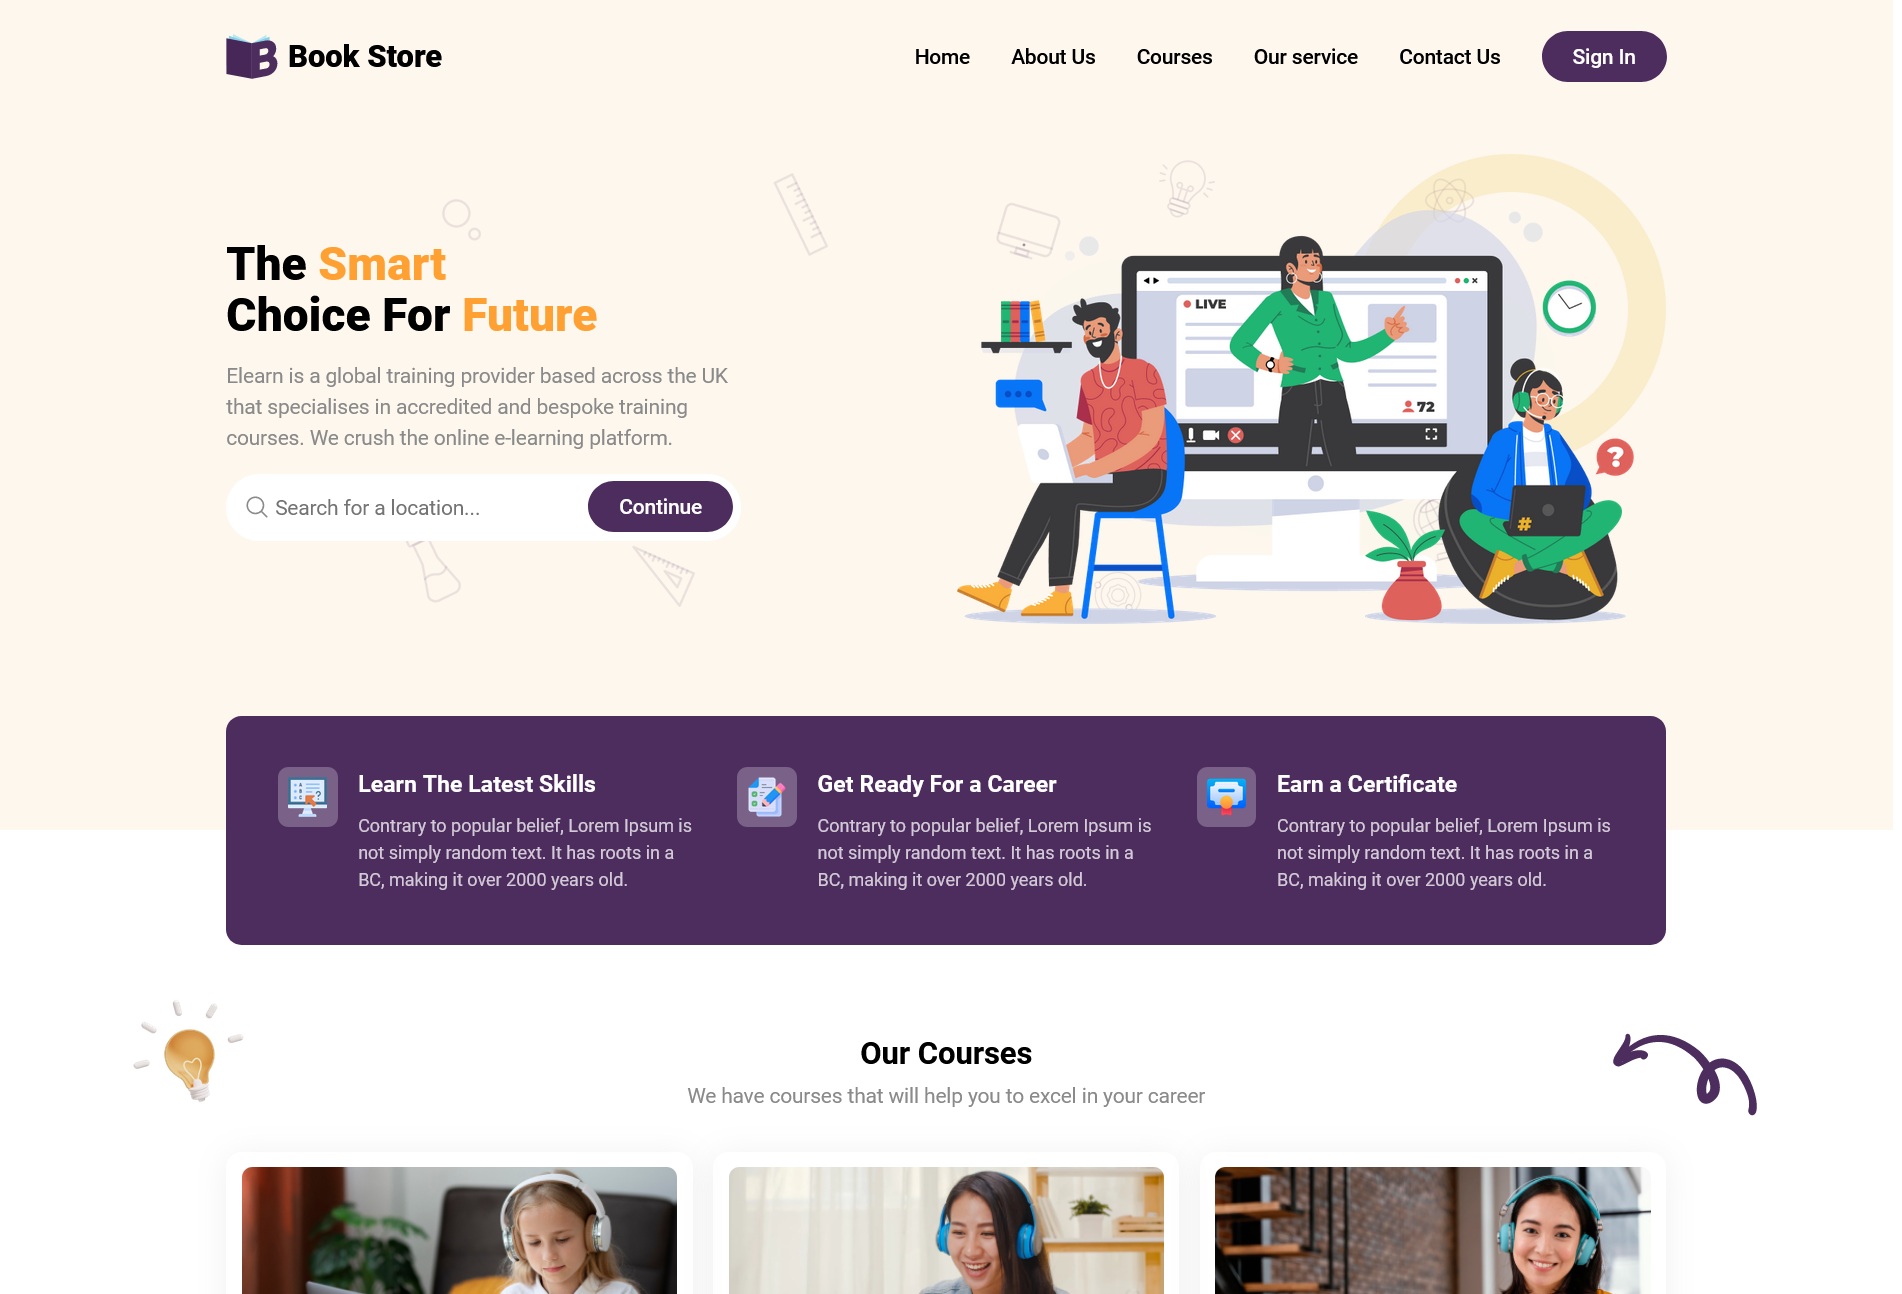 Book Store
Home
About Us
Courses
Our service
Contact Us
Sign In
The Smart
Choice For Future
Elearn is a global training provider based across the UK
that specialises in accredited and bespoke training
courses. We crush the online e-learning platform.
Search for a location...
Continue
LIVE
72
?
#
Learn The Latest Skills
Contrary to popular belief, Lorem Ipsum is
not simply random text. It has roots in a
BC, making it over 2000 years old.
Get Ready For a Career
Contrary to popular belief, Lorem Ipsum is
not simply random text. It has roots in a
BC, making it over 2000 years old.
Earn a Certificate
Contrary to popular belief, Lorem Ipsum is
not simply random text. It has roots in a
BC, making it over 2000 years old.
Our Courses
We have courses that will help you to excel in your career